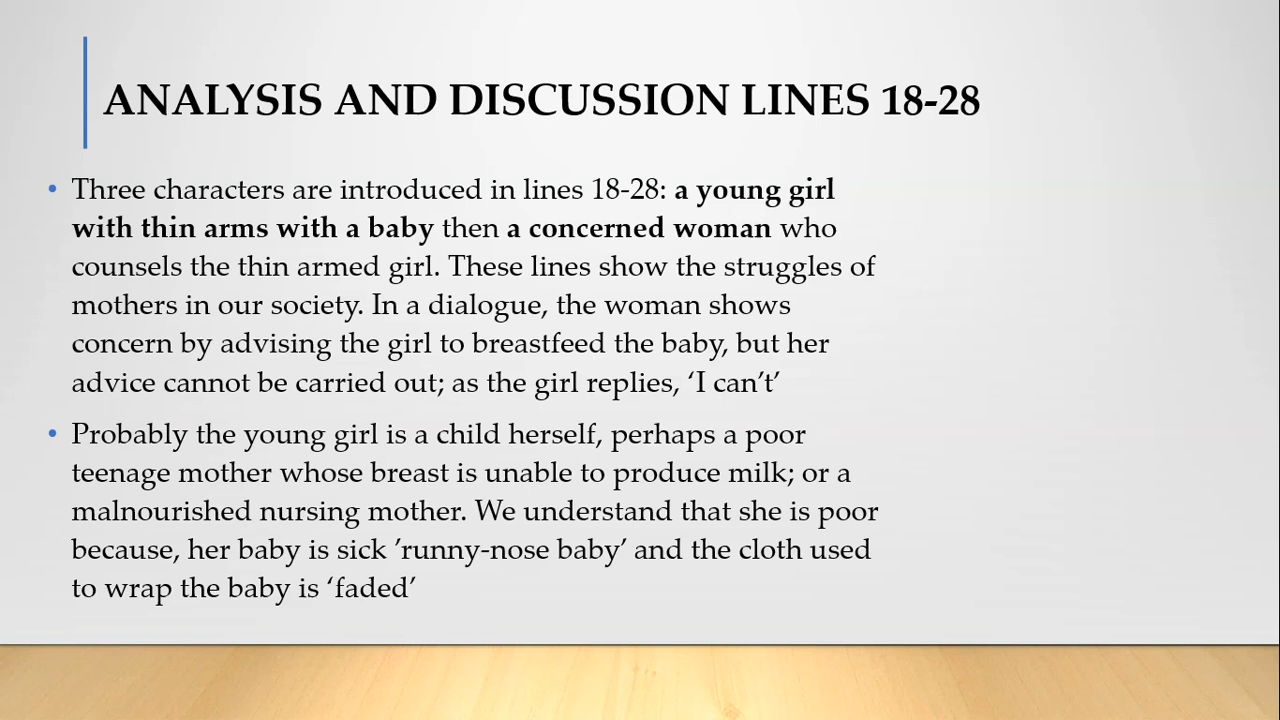 ANALYSIS AND DISCUSSION LINES 18-28
• Three characters are introduced in lines 18-28: a young girl
with thin arms with a baby then a concerned woman who
counsels the thin armed girl. These lines show the struggles of
mothers in our society. In a dialogue, the woman shows
concern by advising the girl to breastfeed the baby, but her
advice cannot be carried out; as the girl replies, ‘I can’t’
• Probably the young girl is a child herself, perhaps a poor
teenage mother whose breast is unable to produce milk; or a
malnourished nursing mother. We understand that she is poor
because, her baby is sick ’runny-nose baby’ and the cloth used
to wrap the baby is ‘faded’